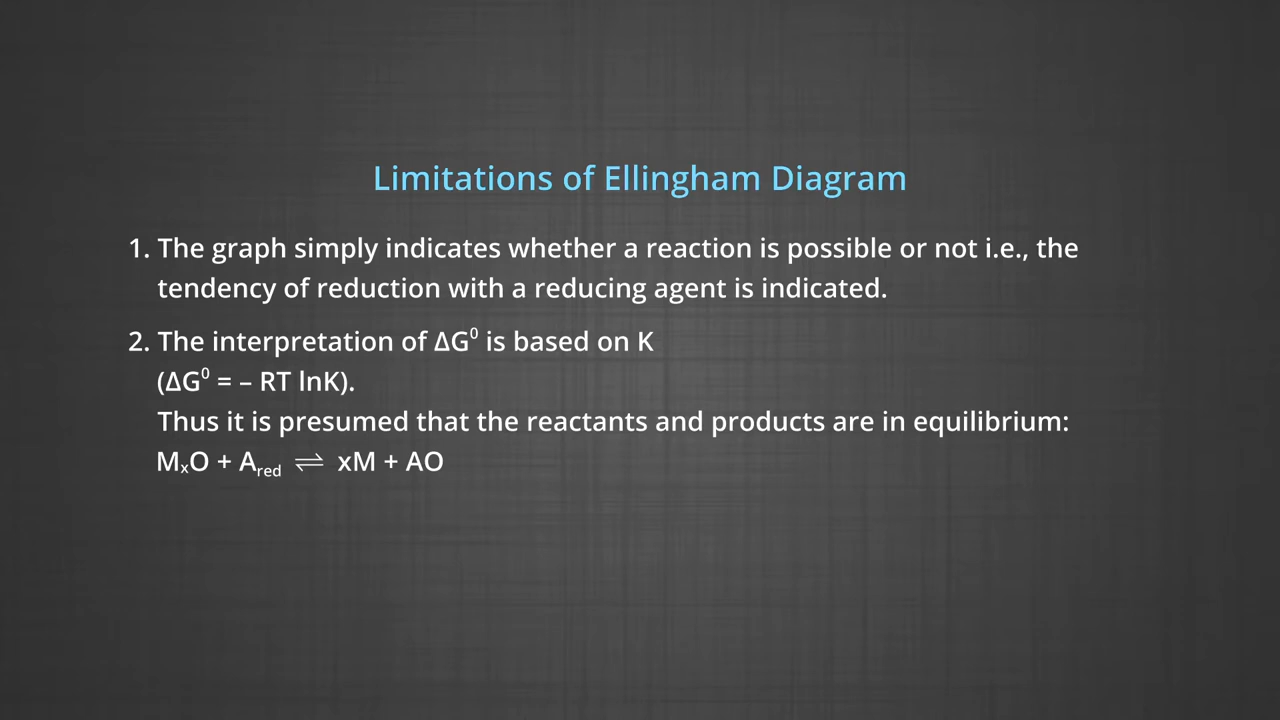 Limitations of Ellingham Diagram
1. The graph simply indicates whether a reaction is possible or not i.e., the
tendency of reduction with a reducing agent is indicated.
2. The interpretation of ΔG⁰ is based on K
(ΔG⁰ = – RT lnK).
Thus it is presumed that the reactants and products are in equilibrium:
MₓO + A_red ⇌ xM + AO